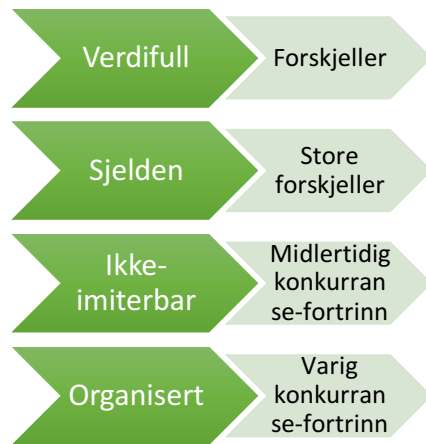 Verdifull
Forskjeller
Sjelden
Store
forskjeller
Ikke-
imiterbar
Midlertidig
konkurran
se-fortrinn
Organisert
Varig
konkurran
se-fortrinn